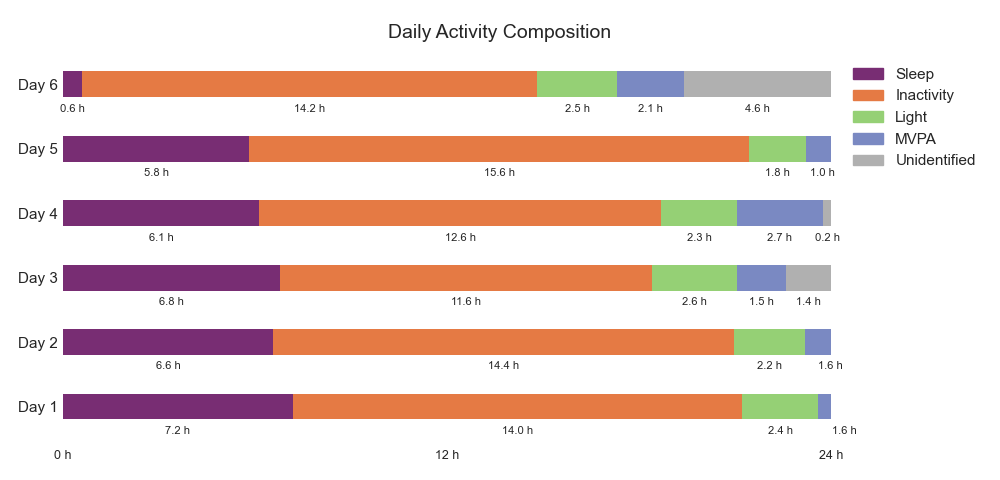 Daily Activity Composition
Day 6
0.6 h 14.2 h 2.5 h 2.1 h 4.6 h
Day 5
5.8 h 15.6 h 1.8 h 1.0 h
Day 4
6.1 h 12.6 h 2.3 h 2.7 h 0.2 h
Day 3
6.8 h 11.6 h 2.6 h 1.5 h 1.4 h
Day 2
6.6 h 14.4 h 2.2 h 1.6 h
Day 1
7.2 h 14.0 h 2.4 h 1.6 h
0 h 12 h 24 h
Sleep
Inactivity
Light
MVPA
Unidentified